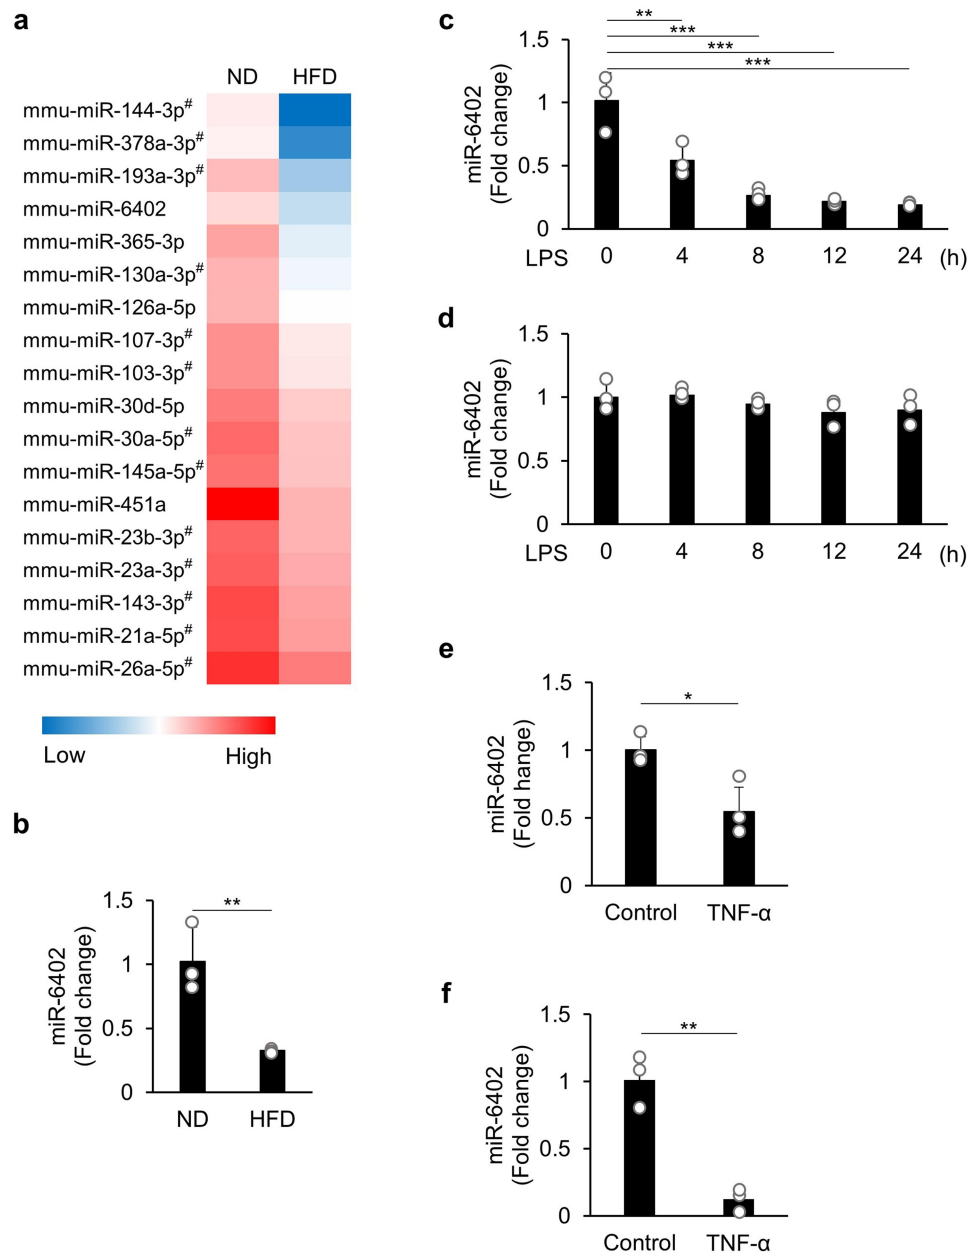 a
ND HFD
mmu-miR-144-3p#
mmu-miR-378a-3p#
mmu-miR-193a-3p#
mmu-miR-6402
mmu-miR-365-3p
mmu-miR-130a-3p#
mmu-miR-126a-5p
mmu-miR-107-3p#
mmu-miR-103-3p#
mmu-miR-30d-5p
mmu-miR-30a-5p#
mmu-miR-145a-5p#
mmu-miR-451a
mmu-miR-23b-3p#
mmu-miR-23a-3p#
mmu-miR-143-3p#
mmu-miR-21a-5p#
mmu-miR-26a-5p#
Low High
b
miR-6402
(Fold change)
1.5
1
0.5
0
**
ND HFD
c
miR-6402
(Fold change)
1.5
1
0.5
0
**
***
***
***
LPS 0 4 8 12 24 (h)
d
miR-6402
(Fold change)
1.5
1
0.5
0
LPS 0 4 8 12 24 (h)
e
miR-6402
(Fold hange)
1.5
1
0.5
0
*
Control TNF-α
f
miR-6402
(Fold change)
1.5
1
0.5
0
**
Control TNF-α